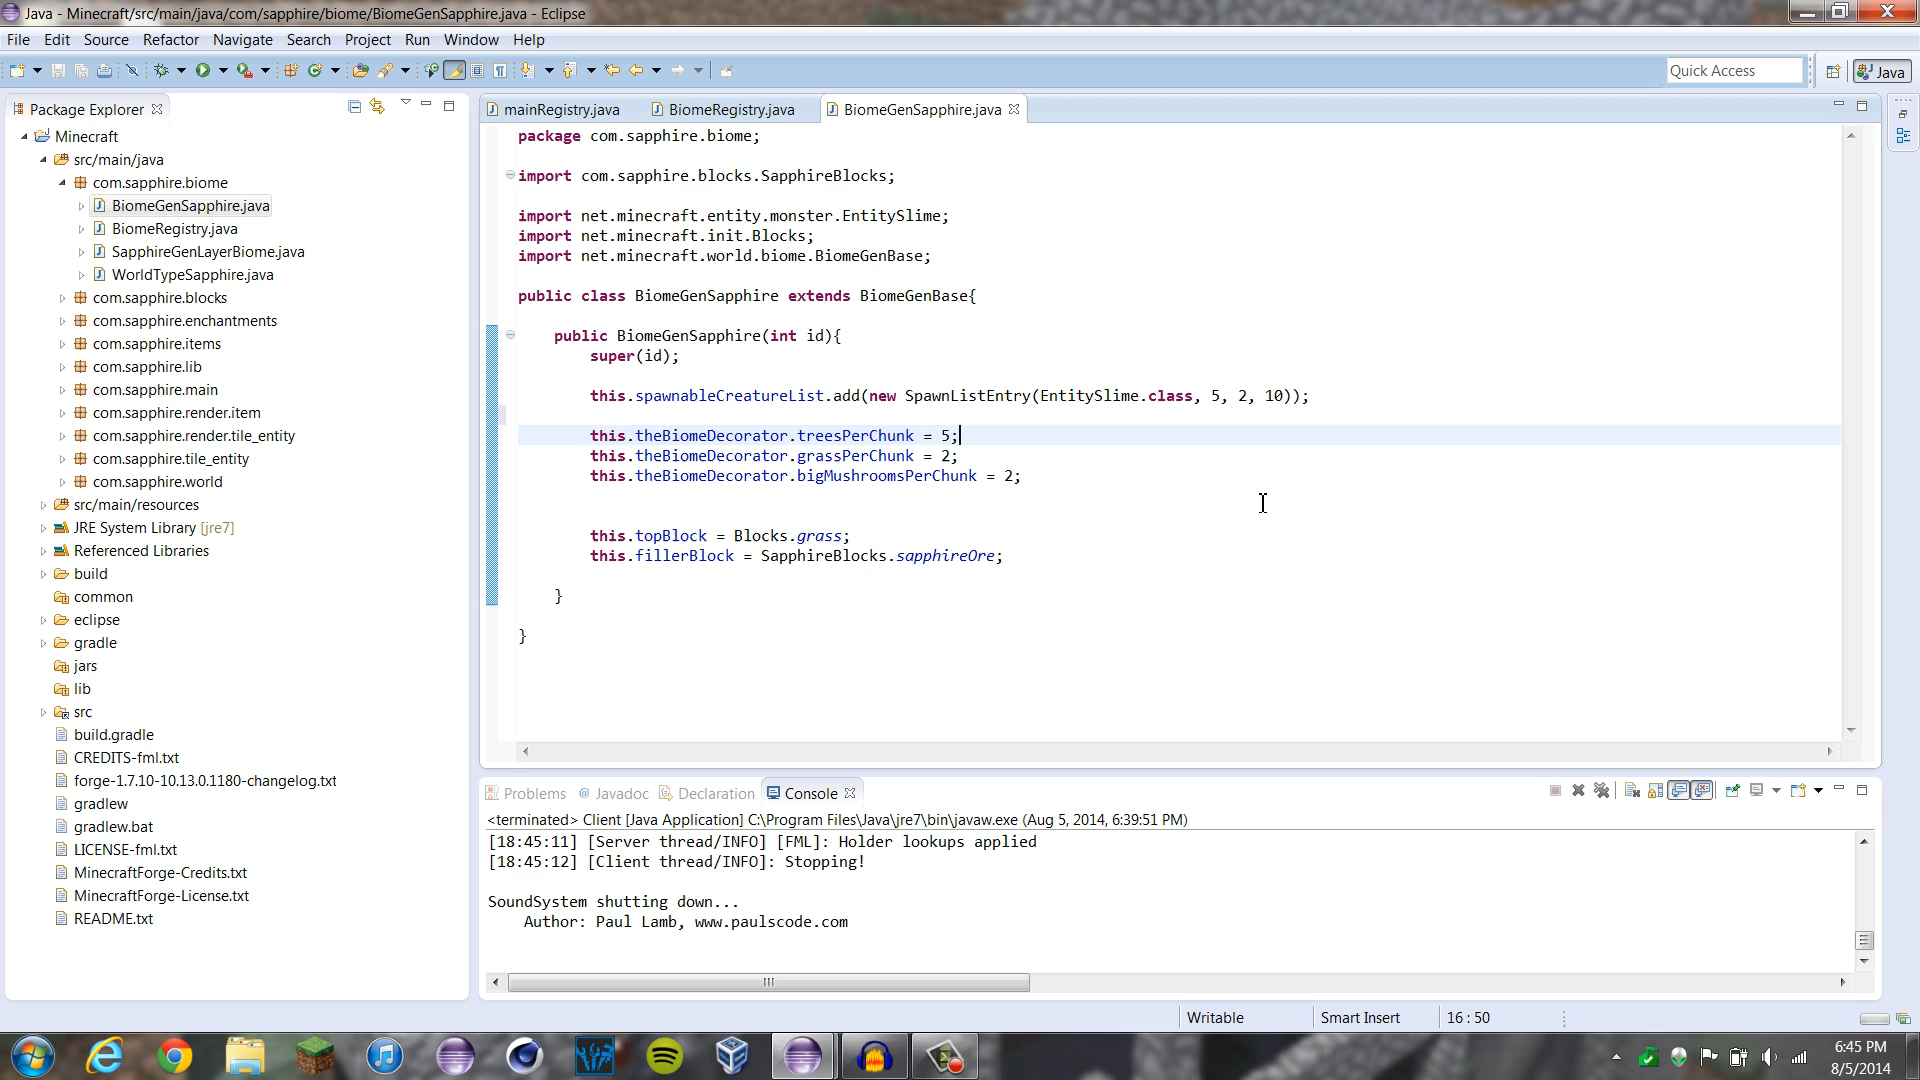 Java - Minecraft/src/main/java/com/sapphire/biome/BiomeGenSapphire.java - Eclipse
File Edit Source Refactor Navigate Search Project Run Window Help
Quick Access
Java
Package Explorer
Minecraft
src/main/java
com.sapphire.biome
BiomeGenSapphire.java
BiomeRegistry.java
SapphireGenLayerBiome.java
WorldTypeSapphire.java
com.sapphire.blocks
com.sapphire.enchantments
com.sapphire.items
com.sapphire.lib
com.sapphire.main
com.sapphire.render.item
com.sapphire.render.tile_entity
com.sapphire.tile_entity
com.sapphire.world
src/main/resources
JRE System Library [jre7]
Referenced Libraries
build
common
eclipse
gradle
jars
lib
src
build.gradle
CREDITS-fml.txt
forge-1.7.10-10.13.0.1180-changelog.txt
gradlew
gradlew.bat
LICENSE-fml.txt
MinecraftForge-Credits.txt
MinecraftForge-License.txt
README.txt
mainRegistry.java BiomeRegistry.java BiomeGenSapphire.java
package com.sapphire.biome;
import com.sapphire.blocks.SapphireBlocks;
import net.minecraft.entity.monster.EntitySlime;
import net.minecraft.init.Blocks;
import net.minecraft.world.biome.BiomeGenBase;
public class BiomeGenSapphire extends BiomeGenBase{
public BiomeGenSapphire(int id){
super(id);
this.spawnableCreatureList.add(new SpawnListEntry(EntitySlime.class, 5, 2, 10));
this.theBiomeDecorator.treesPerChunk = 5;
this.theBiomeDecorator.grassPerChunk = 2;
this.theBiomeDecorator.bigMushroomsPerChunk = 2;
this.topBlock = Blocks.grass;
this.fillerBlock = SapphireBlocks.sapphireOre;
}
}
Problems Javadoc Declaration Console
<terminated> Client [Java Application] C:\Program Files\Java\jre7\bin\javaw.exe (Aug 5, 2014, 6:39:51 PM)
[18:45:11] [Server thread/INFO] [FML]: Holder lookups applied
[18:45:12] [Client thread/INFO]: Stopping!
SoundSystem shutting down...
Author: Paul Lamb, www.paulscode.com
Writable Smart Insert 16 : 50
6:45 PM
8/5/2014